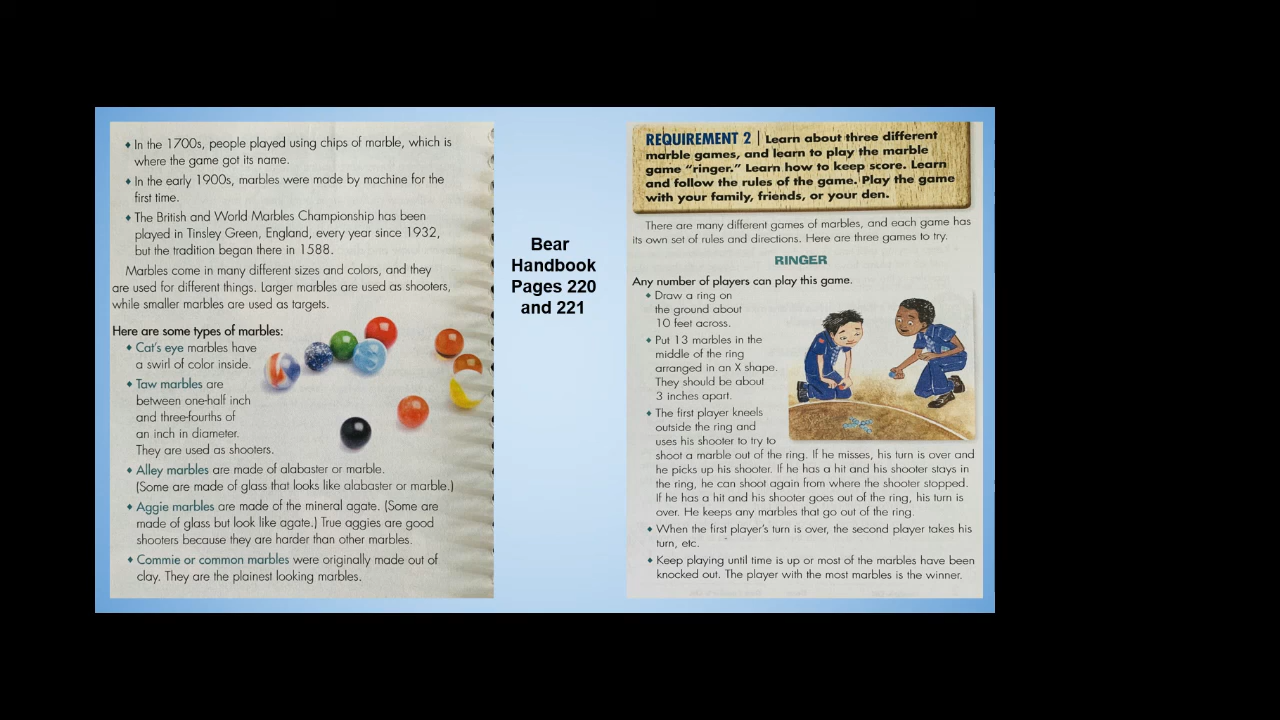 ♦ In the 1700s, people played using chips of marble, which is
where the game got its name.
♦ In the early 1900s, marbles were made by machine for the
first time.
♦ The British and World Marbles Championship has been
played in Tinsley Green, England, every year since 1932,
but the tradition began there in 1588.
Marbles come in many different sizes and colors, and they
are used for different things. Larger marbles are used as shooters,
while smaller marbles are used as targets.
Here are some types of marbles:
♦ Cat's eye marbles have
a swirl of color inside.
♦ Taw marbles are
between one-half inch
and three-fourths of
an inch in diameter.
They are used as shooters.
♦ Alley marbles are made of alabaster or marble.
(Some are made of glass that looks like alabaster or marble.)
♦ Aggie marbles are made of the mineral agate. (Some are
made of glass but look like agate.) True aggies are good
shooters because they are harder than other marbles.
♦ Commie or common marbles were originally made out of
clay. They are the plainest looking marbles.
Bear
Handbook
Pages 220
and 221
REQUIREMENT 2 | Learn about three different
marble games, and learn to play the marble
game “ringer.” Learn how to keep score. Learn
and follow the rules of the game. Play the game
with your family, friends, or your den.
There are many different games of marbles, and each game has
its own set of rules and directions. Here are three games to try.
RINGER
Any number of players can play this game.
♦ Draw a ring on
the ground about
10 feet across.
♦ Put 13 marbles in the
middle of the ring
arranged in an X shape.
They should be about
3 inches apart.
♦ The first player kneels
outside the ring and
uses his shooter to try to
shoot a marble out of the ring. If he misses, his turn is over and
he picks up his shooter. If he has a hit and his shooter stays in
the ring, he can shoot again from where the shooter stopped.
If he has a hit and his shooter goes out of the ring, his turn is
over. He keeps any marbles that go out of the ring.
♦ When the first player's turn is over, the second player takes his
turn, etc.
♦ Keep playing until time is up or most of the marbles have been
knocked out. The player with the most marbles is the winner.